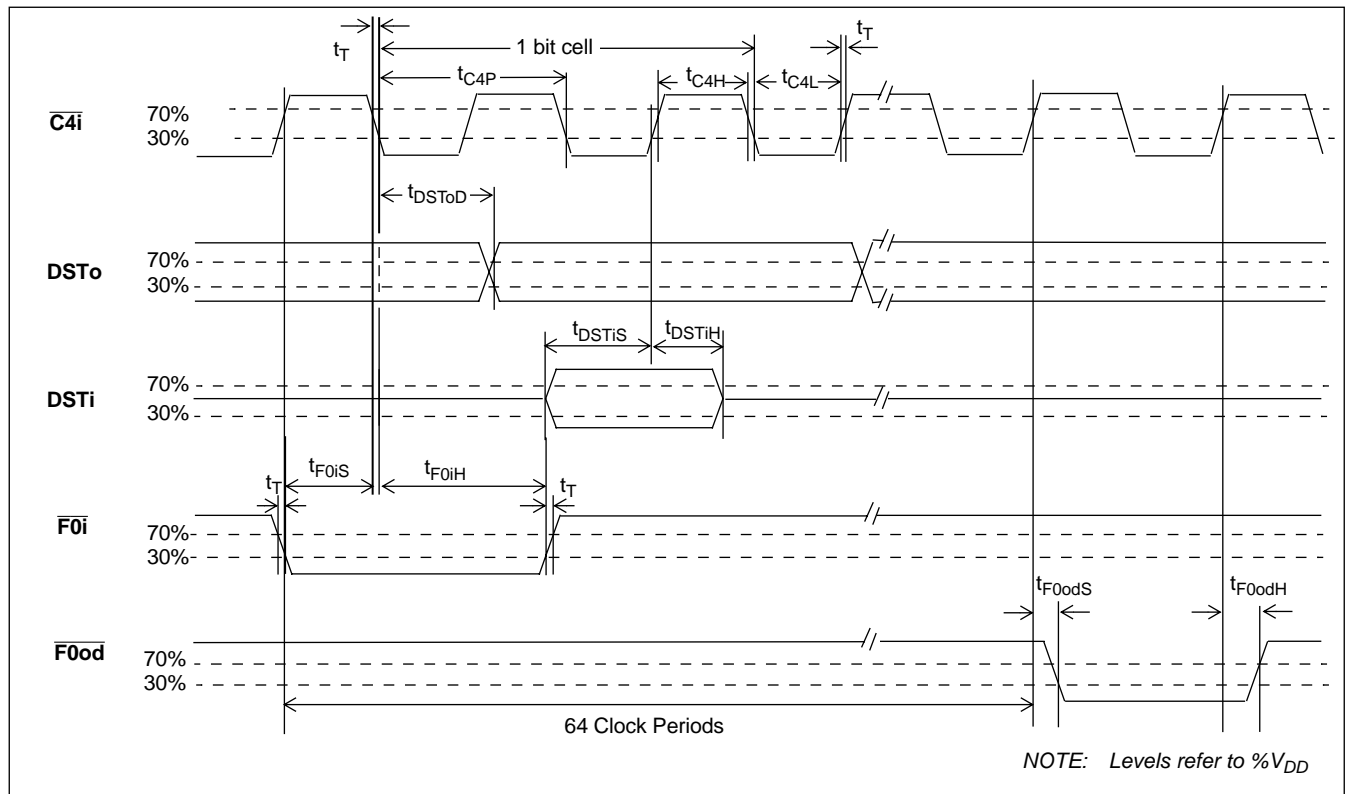 tT
1 bit cell
tT
tC4P
tC4H
tC4L
C4i
70%
30%
tDSToD
DSTo
70%
30%
tDSTiS
tDSTiH
DSTi
70%
30%
tF0iS
tF0iH
tT
tT
F0i
70%
30%
tF0odS
tF0odH
F0od
70%
30%
64 Clock Periods
NOTE: Levels refer to %VDD